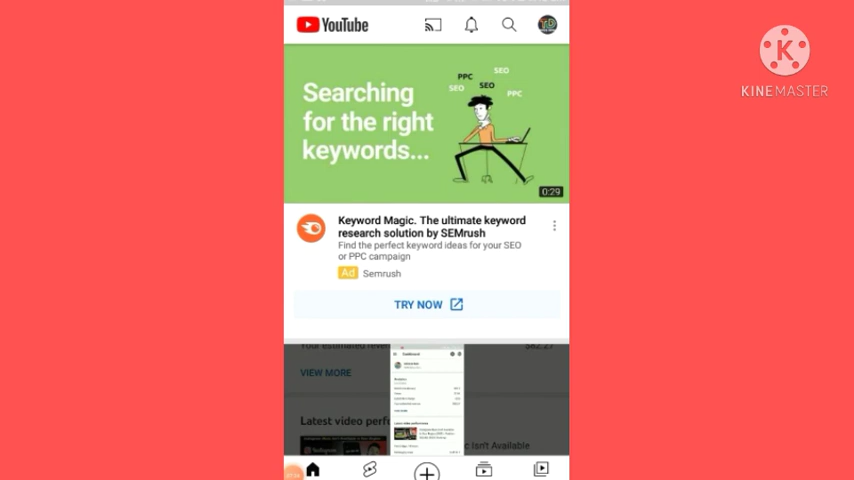 YouTube
KINEMASTER
Searching
for the right
keywords...
SEO
PPC
SEO
SEO
PPC
0:29
Keyword Magic. The ultimate keyword
research solution by SEMrush
Find the perfect keyword ideas for your SEO
or PPC campaign
Ad Semrush
TRY NOW
Your estimated
VIEW MORE
Latest video perf
Isn't Available